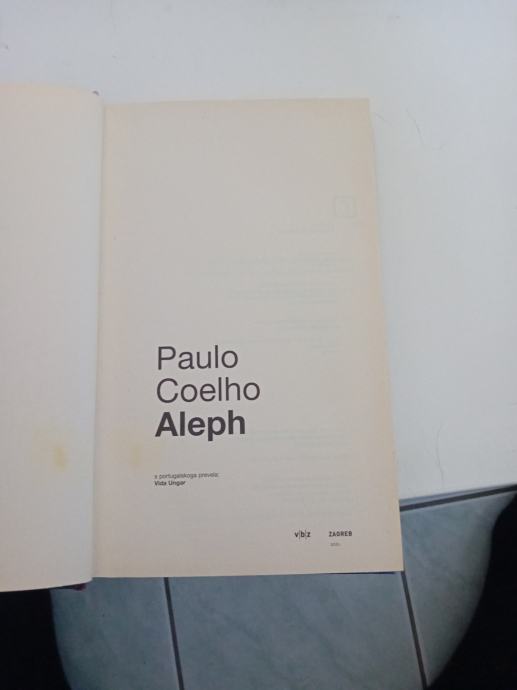 Paulo
Coelho
Aleph
s portugalskoga prevela:
Vida Ungar
v|b|z ZAGREB